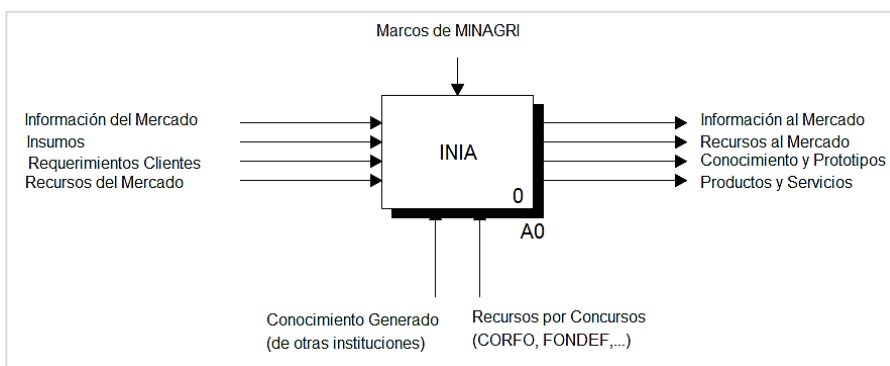 Marcos de MINAGRI
Información del Mercado
Insumos
Requerimientos Clientes
Recursos del Mercado
INIA
0
A0
Información al Mercado
Recursos al Mercado
Conocimiento y Prototipos
Productos y Servicios
Conocimiento Generado
(de otras instituciones)
Recursos por Concursos
(CORFO, FONDEF,...)